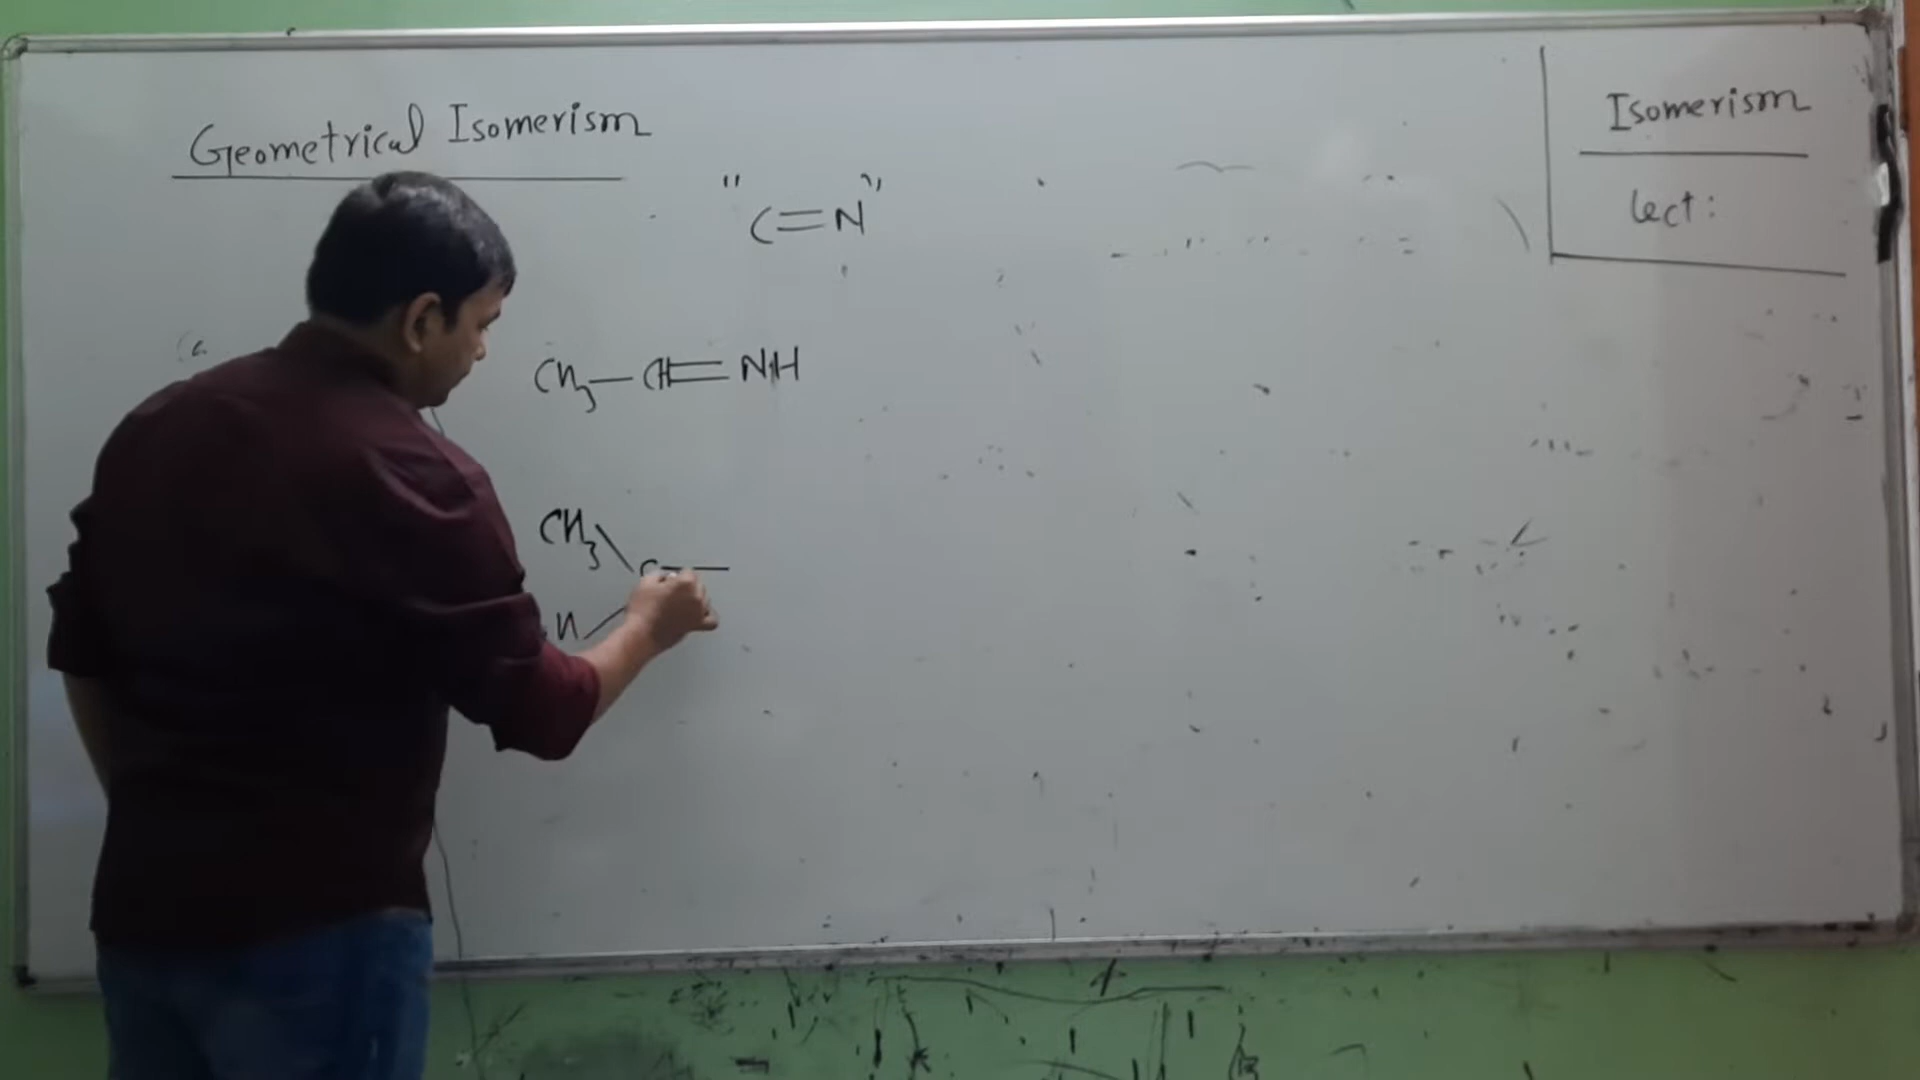 Geometrical Isomerism
"C=N"
Isomerism
Lect:
CH3—CH=NH
CH3
C—
H